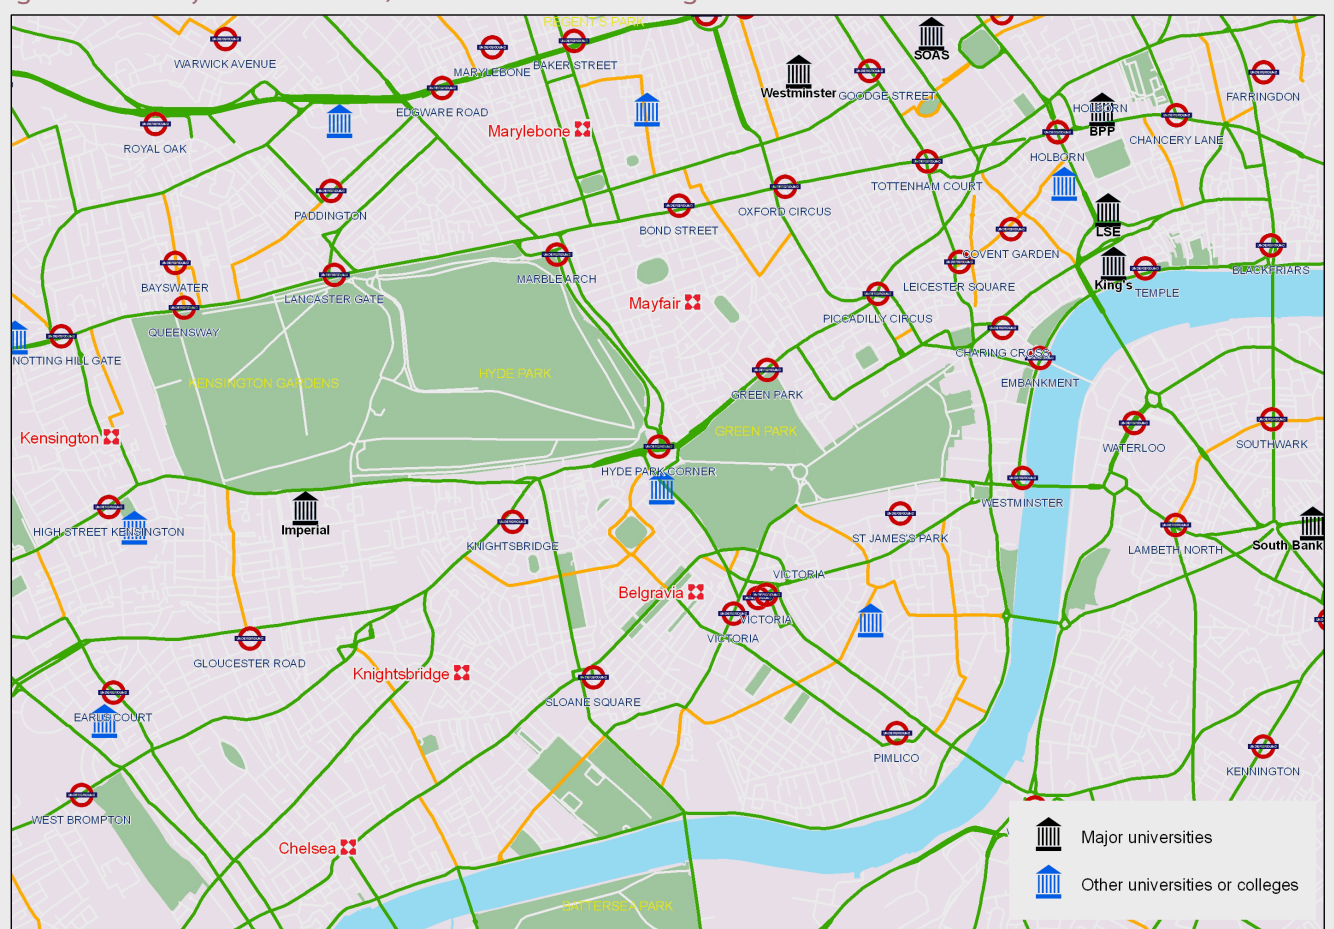 REGENT'S PARK
SOAS
WARWICK AVENUE
MARYLEBONE
BAKER STREET
Westminster
GOODGE STREET
FARRINGDON
EDGWARE ROAD
HOLBORN
BPP
Marylebone
CHANCERY LANE
ROYAL OAK
HOLBORN
TOTTENHAM COURT
PADDINGTON
OXFORD CIRCUS
BOND STREET
LSE
COVENT GARDEN
BLACKFRIARS
MARBLE ARCH
King's
TEMPLE
BAYSWATER
LANCASTER GATE
LEICESTER SQUARE
Mayfair
PICCADILLY CIRCUS
QUEENSWAY
NOTTING HILL GATE
CHARING CROSS
KENSINGTON GARDENS
HYDE PARK
EMBANKMENT
GREEN PARK
GREEN PARK
Kensington
WATERLOO
SOUTHWARK
HYDE PARK CORNER
WESTMINSTER
HIGH STREET KENSINGTON
Imperial
KNIGHTSBRIDGE
ST JAMES'S PARK
LAMBETH NORTH
South Bank
VICTORIA
Belgravia
VICTORIA
VICTORIA
GLOUCESTER ROAD
Knightsbridge
SLOANE SQUARE
EARLS COURT
PIMLICO
KENNINGTON
WEST BROMPTON
Chelsea
Major universities
Other universities or colleges
BATTERSEA PARK